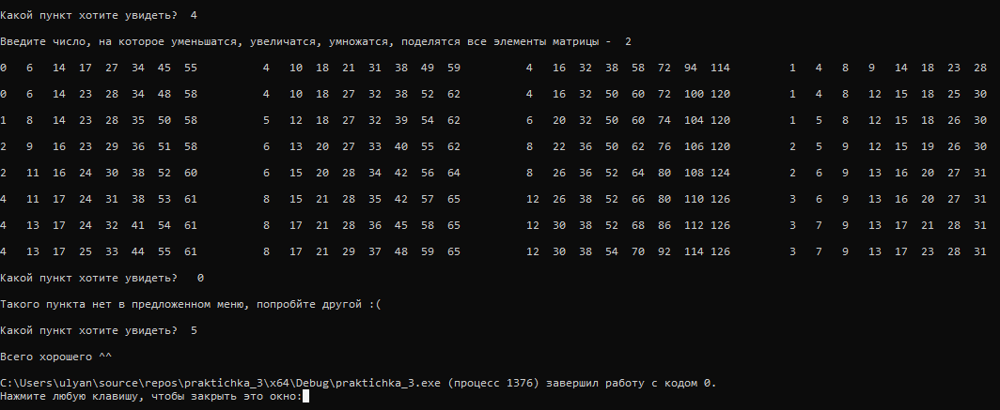 Какой пункт хотите увидеть?  4
Введите число, на которое уменьшатся, увеличатся, умножатся, поделятся все элементы матрицы -  2
0   6   14  17  27  34  45  55          4   10  18  21  31  38  49  59          4   16  32  38  58  72  94  114         1   4   8   9   14  18  23  28
0   6   14  23  28  34  48  58          4   10  18  27  32  38  52  62          4   16  32  50  60  72  100 120         1   4   8   12  15  18  25  30
1   8   14  23  28  35  50  58          5   12  18  27  32  39  54  62          6   20  32  50  60  74  104 120         1   5   8   12  15  18  26  30
2   9   16  23  29  36  51  58          6   13  20  27  33  40  55  62          8   22  36  50  62  76  106 120         2   5   9   12  15  19  26  30
2   11  16  24  30  38  52  60          6   15  20  28  34  42  56  64          8   26  36  52  64  80  108 124         2   6   9   13  16  20  27  31
4   11  17  24  31  38  53  61          8   15  21  28  35  42  57  65          12  26  38  52  66  80  110 126         3   6   9   13  16  20  27  31
4   13  17  24  32  41  54  61          8   17  21  28  36  45  58  65          12  30  38  52  68  86  112 126         3   7   9   13  17  21  28  31
4   13  17  25  33  44  55  61          8   17  21  29  37  48  59  65          12  30  38  54  70  92  114 126         3   7   9   13  17  23  28  31
Какой пункт хотите увидеть?   0
Такого пункта нет в предложенном меню, попробйте другой :(
Какой пункт хотите увидеть?  5
Всего хорошего ^^
C:\Users\ulyan\source\repos\praktichka_3\x64\Debug\praktichka_3.exe (процесс 1376) завершил работу с кодом 0.
Нажмите любую клавишу, чтобы закрыть это окно: